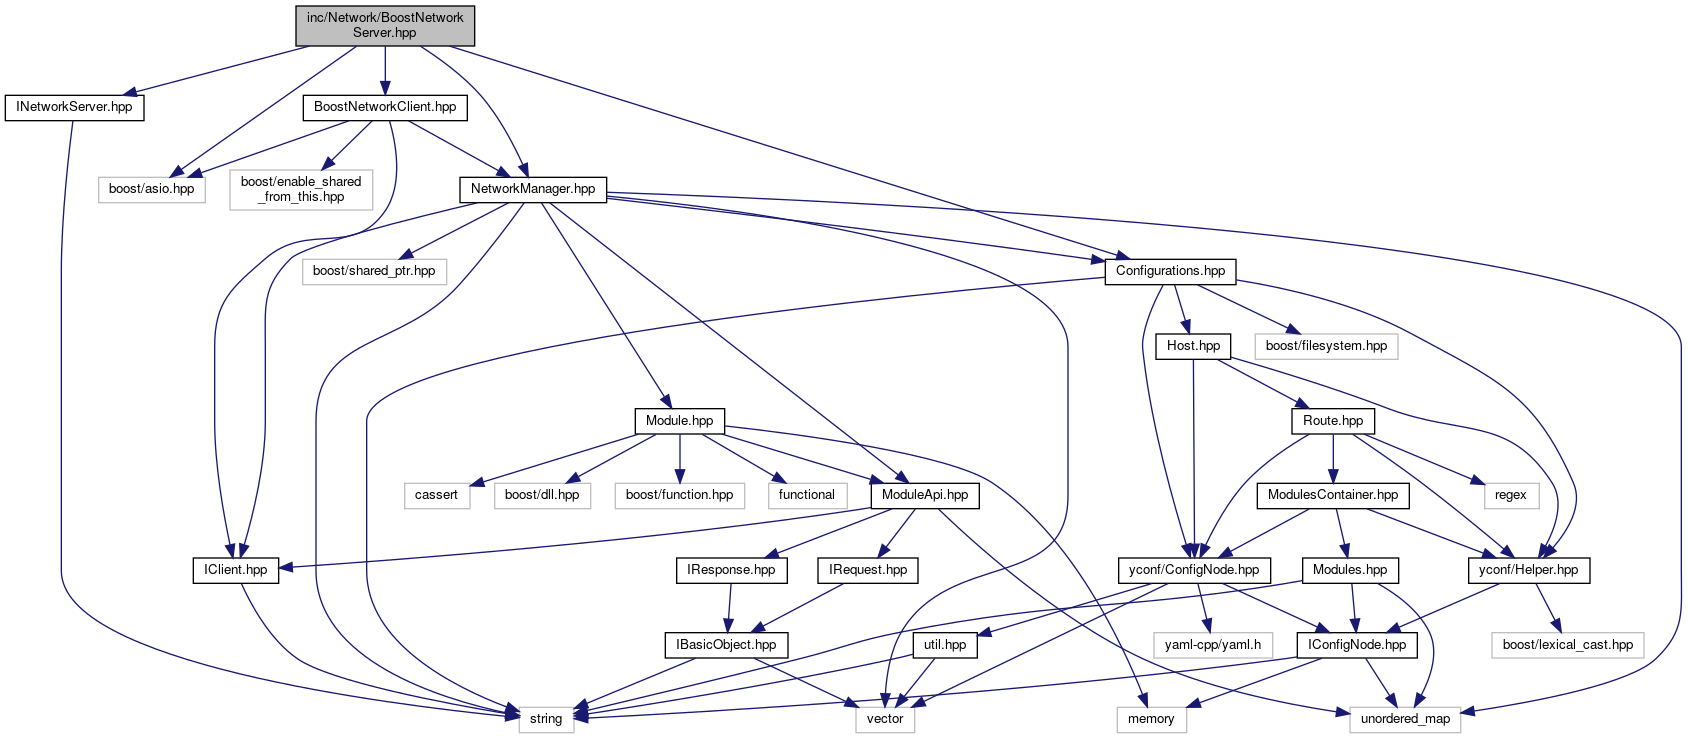 inc/Network/BoostNetwork
Server.hpp
INetworkServer.hpp
BoostNetworkClient.hpp
boost/asio.hpp
boost/enable_shared
_from_this.hpp
NetworkManager.hpp
boost/shared_ptr.hpp
Configurations.hpp
Host.hpp
boost/filesystem.hpp
Module.hpp
Route.hpp
cassert
boost/dll.hpp
boost/function.hpp
functional
ModuleApi.hpp
ModulesContainer.hpp
regex
IClient.hpp
IResponse.hpp
IRequest.hpp
yconf/ConfigNode.hpp
Modules.hpp
yconf/Helper.hpp
IBasicObject.hpp
util.hpp
yaml-cpp/yaml.h
IConfigNode.hpp
boost/lexical_cast.hpp
string
vector
memory
unordered_map